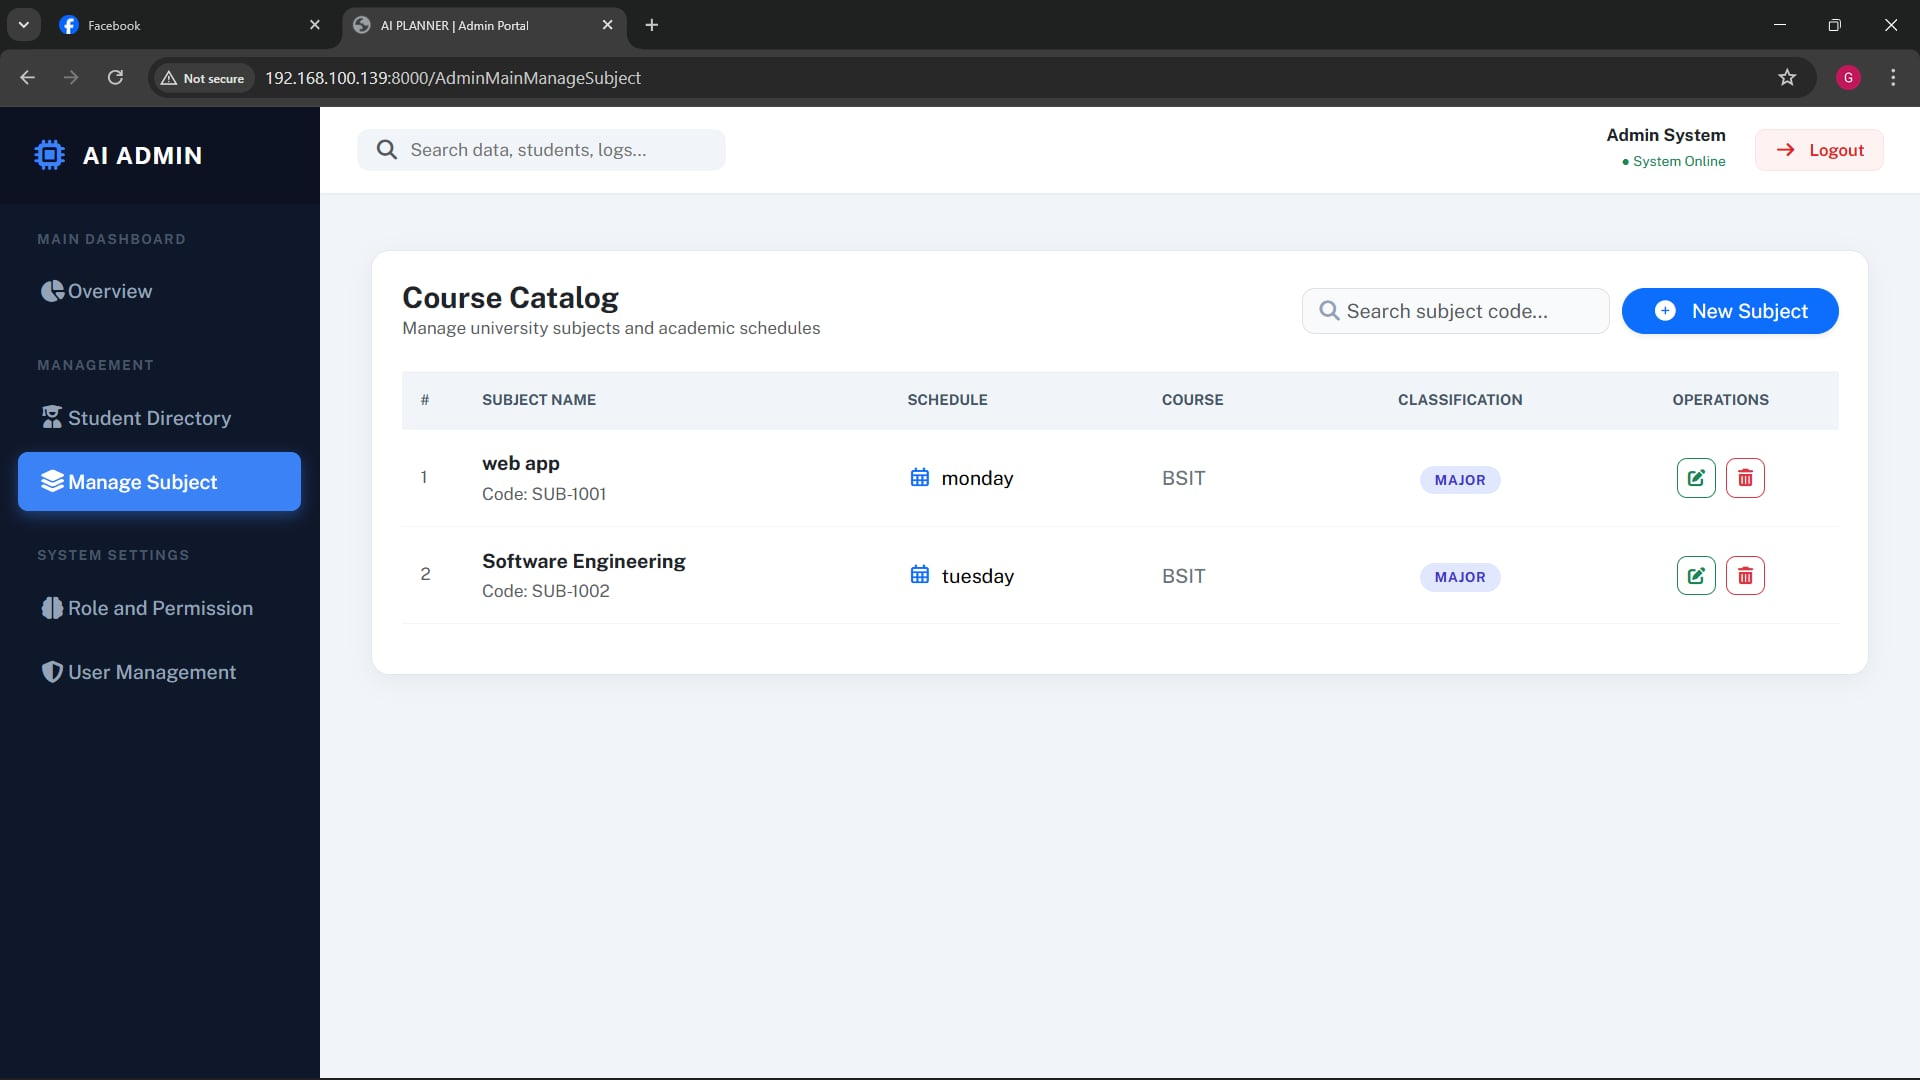 Facebook
AI PLANNER | Admin Portal
Not secure
192.168.100.139:8000/AdminMainManageSubject
G
AI ADMIN
Search data, students, logs...
Admin System
● System Online
Logout
MAIN DASHBOARD
Overview
MANAGEMENT
Student Directory
Manage Subject
SYSTEM SETTINGS
Role and Permission
User Management
Course Catalog
Manage university subjects and academic schedules
Search subject code...
New Subject
# SUBJECT NAME SCHEDULE COURSE CLASSIFICATION OPERATIONS
1 web app monday BSIT MAJOR
Code: SUB-1001
2 Software Engineering tuesday BSIT MAJOR
Code: SUB-1002